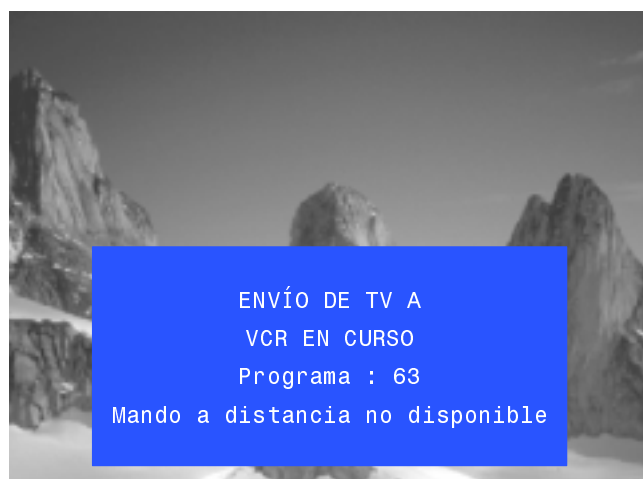 ENVÍO DE TV A
VCR EN CURSO
Programa : 63
Mando a distancia no disponible